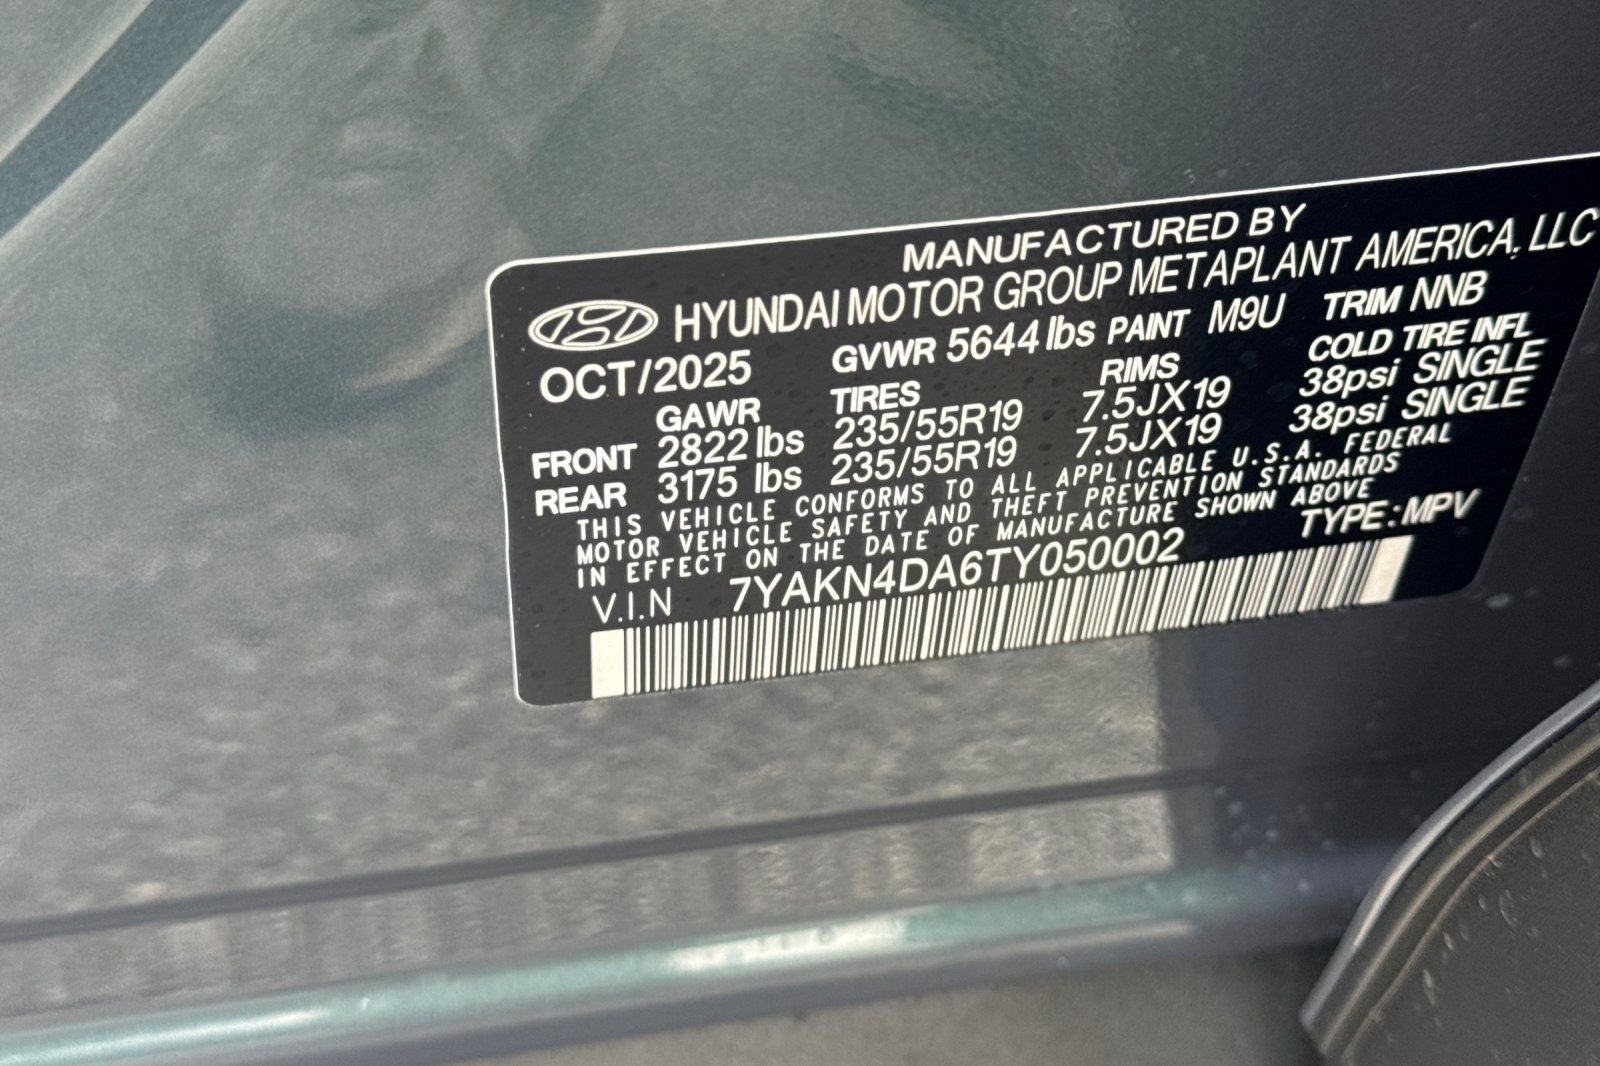 MANUFACTURED BY
HYUNDAI MOTOR GROUP METAPLANT AMERICA, LLC
OCT/2025 GVWR 5644 lbs PAINT M9U TRIM NNB
GAWR TIRES RIMS COLD TIRE INFL
FRONT 2822 lbs 235/55R19 7.5JX19 38psi SINGLE
REAR 3175 lbs 235/55R19 7.5JX19 38psi SINGLE
THIS VEHICLE CONFORMS TO ALL APPLICABLE U.S.A. FEDERAL
MOTOR VEHICLE SAFETY AND THEFT PREVENTION STANDARDS
IN EFFECT ON THE DATE OF MANUFACTURE SHOWN ABOVE
V.I.N 7YAKN4DA6TY050002 TYPE:MPV